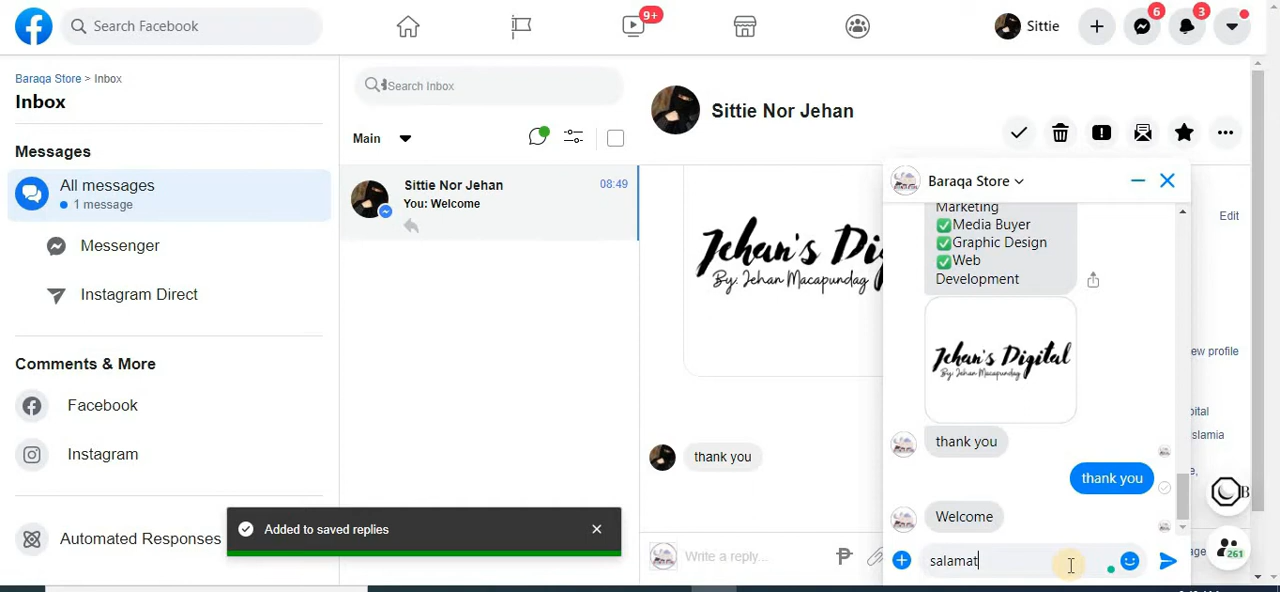 Search Facebook
9+
Sittie
6
3
Baraqa Store > Inbox
Inbox
Messages
All messages
1 message
Messenger
Instagram Direct
Comments & More
Facebook
Instagram
Automated Responses
Search Inbox
Main
Sittie Nor Jehan
You: Welcome
08:49
Sittie Nor Jehan
Jehan's Di
By: Jehan Macapundag
thank you
Write a reply...
Added to saved replies
Baraqa Store
Marketing
✅Media Buyer
✅Graphic Design
✅Web
Development
Jehan's Digital
By: Jehan Macapundag
thank you
thank you
Welcome
salamat
Edit
ew profile
ital
slamia
B
261